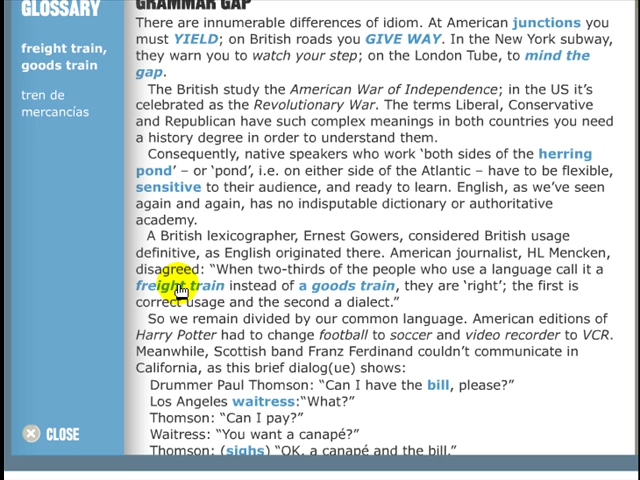 GLOSSARY
freight train,
goods train
tren de
mercancías
CLOSE
GRAMMAR GAP
There are innumerable differences of idiom. At American junctions you
must YIELD; on British roads you GIVE WAY. In the New York subway,
they warn you to watch your step; on the London Tube, to mind the
gap.
The British study the American War of Independence; in the US it's
celebrated as the Revolutionary War. The terms Liberal, Conservative
and Republican have such complex meanings in both countries you need
a history degree in order to understand them.
Consequently, native speakers who work ‘both sides of the herring
pond’ – or ‘pond’, i.e. on either side of the Atlantic – have to be flexible,
sensitive to their audience, and ready to learn. English, as we’ve seen
again and again, has no indisputable dictionary or authoritative
academy.
A British lexicographer, Ernest Gowers, considered British usage
definitive, as English originated there. American journalist, HL Mencken,
disagreed: “When two-thirds of the people who use a language call it a
freight train instead of a goods train, they are ‘right’; the first is
correct usage and the second a dialect.”
So we remain divided by our common language. American editions of
Harry Potter had to change football to soccer and video recorder to VCR.
Meanwhile, Scottish band Franz Ferdinand couldn’t communicate in
California, as this brief dialog(ue) shows:
Drummer Paul Thomson: “Can I have the bill, please?”
Los Angeles waitress:“What?”
Thomson: “Can I pay?”
Waitress: “You want a canapé?”
Thomson: (sighs) “OK, a canapé and the bill.”